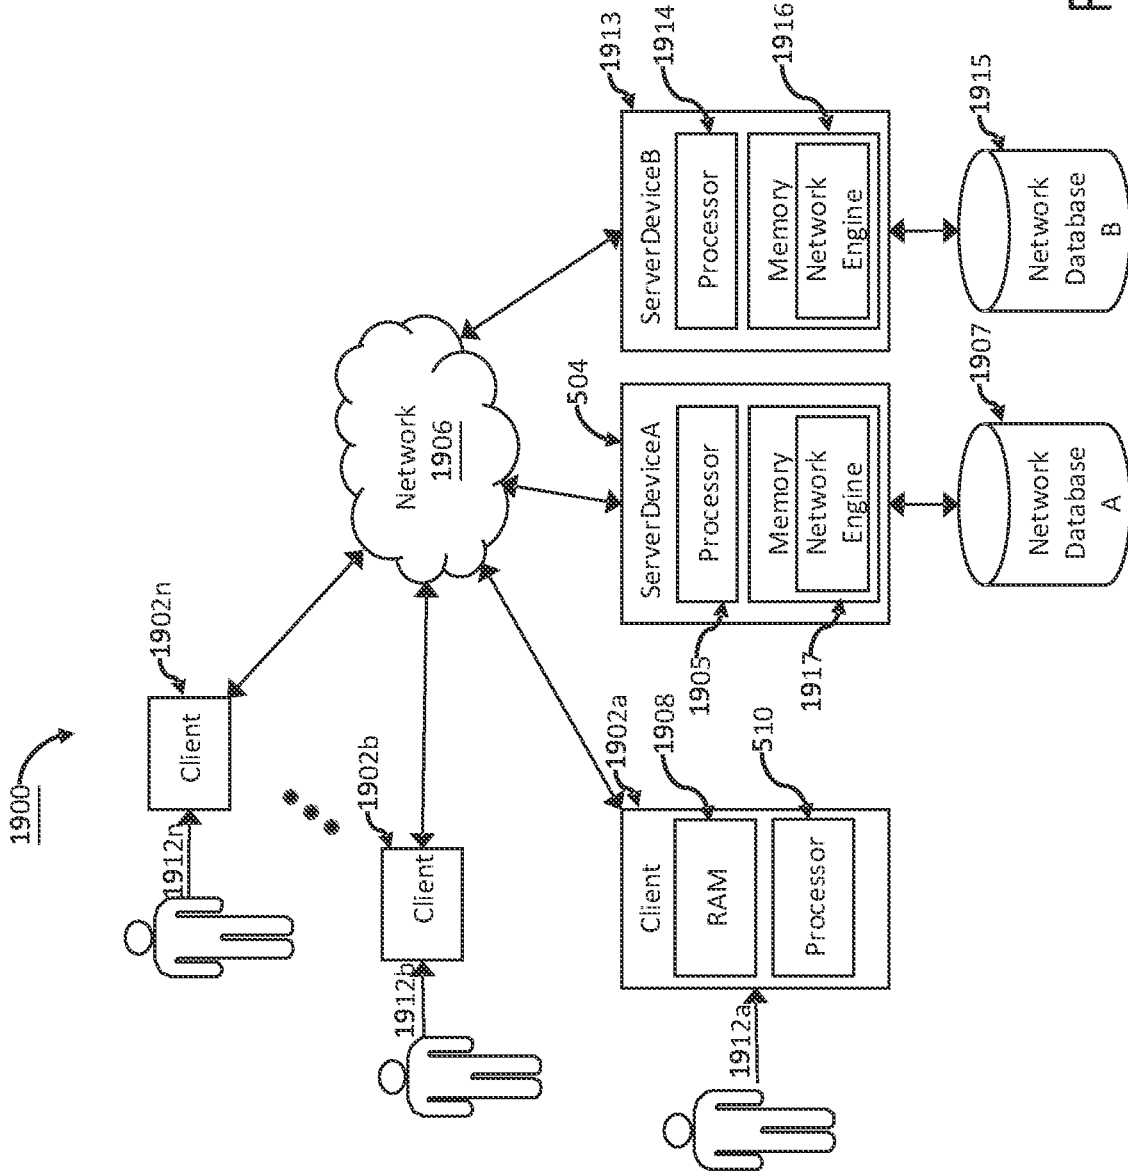 1900
1912n
Client
1902n
1912b
Client
1902b
Network
1906
1912a
Client
RAM
Processor
1902a
1908
510
ServerDeviceA
Processor
Memory
Network
Engine
504
1905
1917
ServerDeviceB
Processor
Memory
Network
Engine
1913
1914
1916
Network
Database
A
1907
Network
Database
B
1915